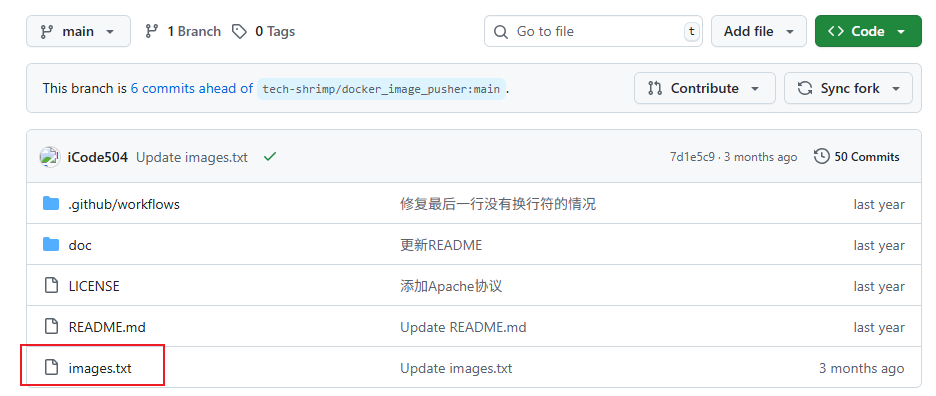 main 1 Branch 0 Tags Go to file t Add file Code
This branch is 6 commits ahead of tech-shrimp/docker_image_pusher:main. Contribute Sync fork
iCode504 Update images.txt 7d1e5c9 · 3 months ago 50 Commits
.github/workflows 修复最后一行没有换行符的情况 last year
doc 更新README last year
LICENSE 添加Apache协议 last year
README.md Update README.md last year
images.txt Update images.txt 3 months ago